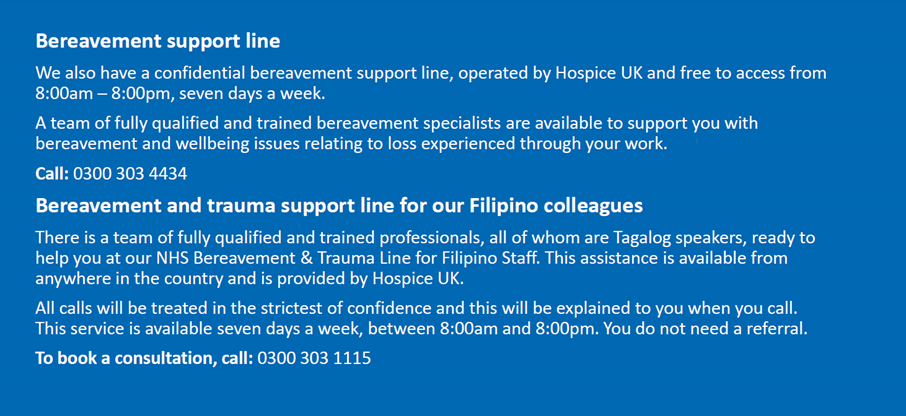 Bereavement support line
We also have a confidential bereavement support line, operated by Hospice UK and free to access from
8:00am – 8:00pm, seven days a week.
A team of fully qualified and trained bereavement specialists are available to support you with
bereavement and wellbeing issues relating to loss experienced through your work.
Call: 0300 303 4434
Bereavement and trauma support line for our Filipino colleagues
There is a team of fully qualified and trained professionals, all of whom are Tagalog speakers, ready to
help you at our NHS Bereavement & Trauma Line for Filipino Staff. This assistance is available from
anywhere in the country and is provided by Hospice UK.
All calls will be treated in the strictest of confidence and this will be explained to you when you call.
This service is available seven days a week, between 8:00am and 8:00pm. You do not need a referral.
To book a consultation, call: 0300 303 1115